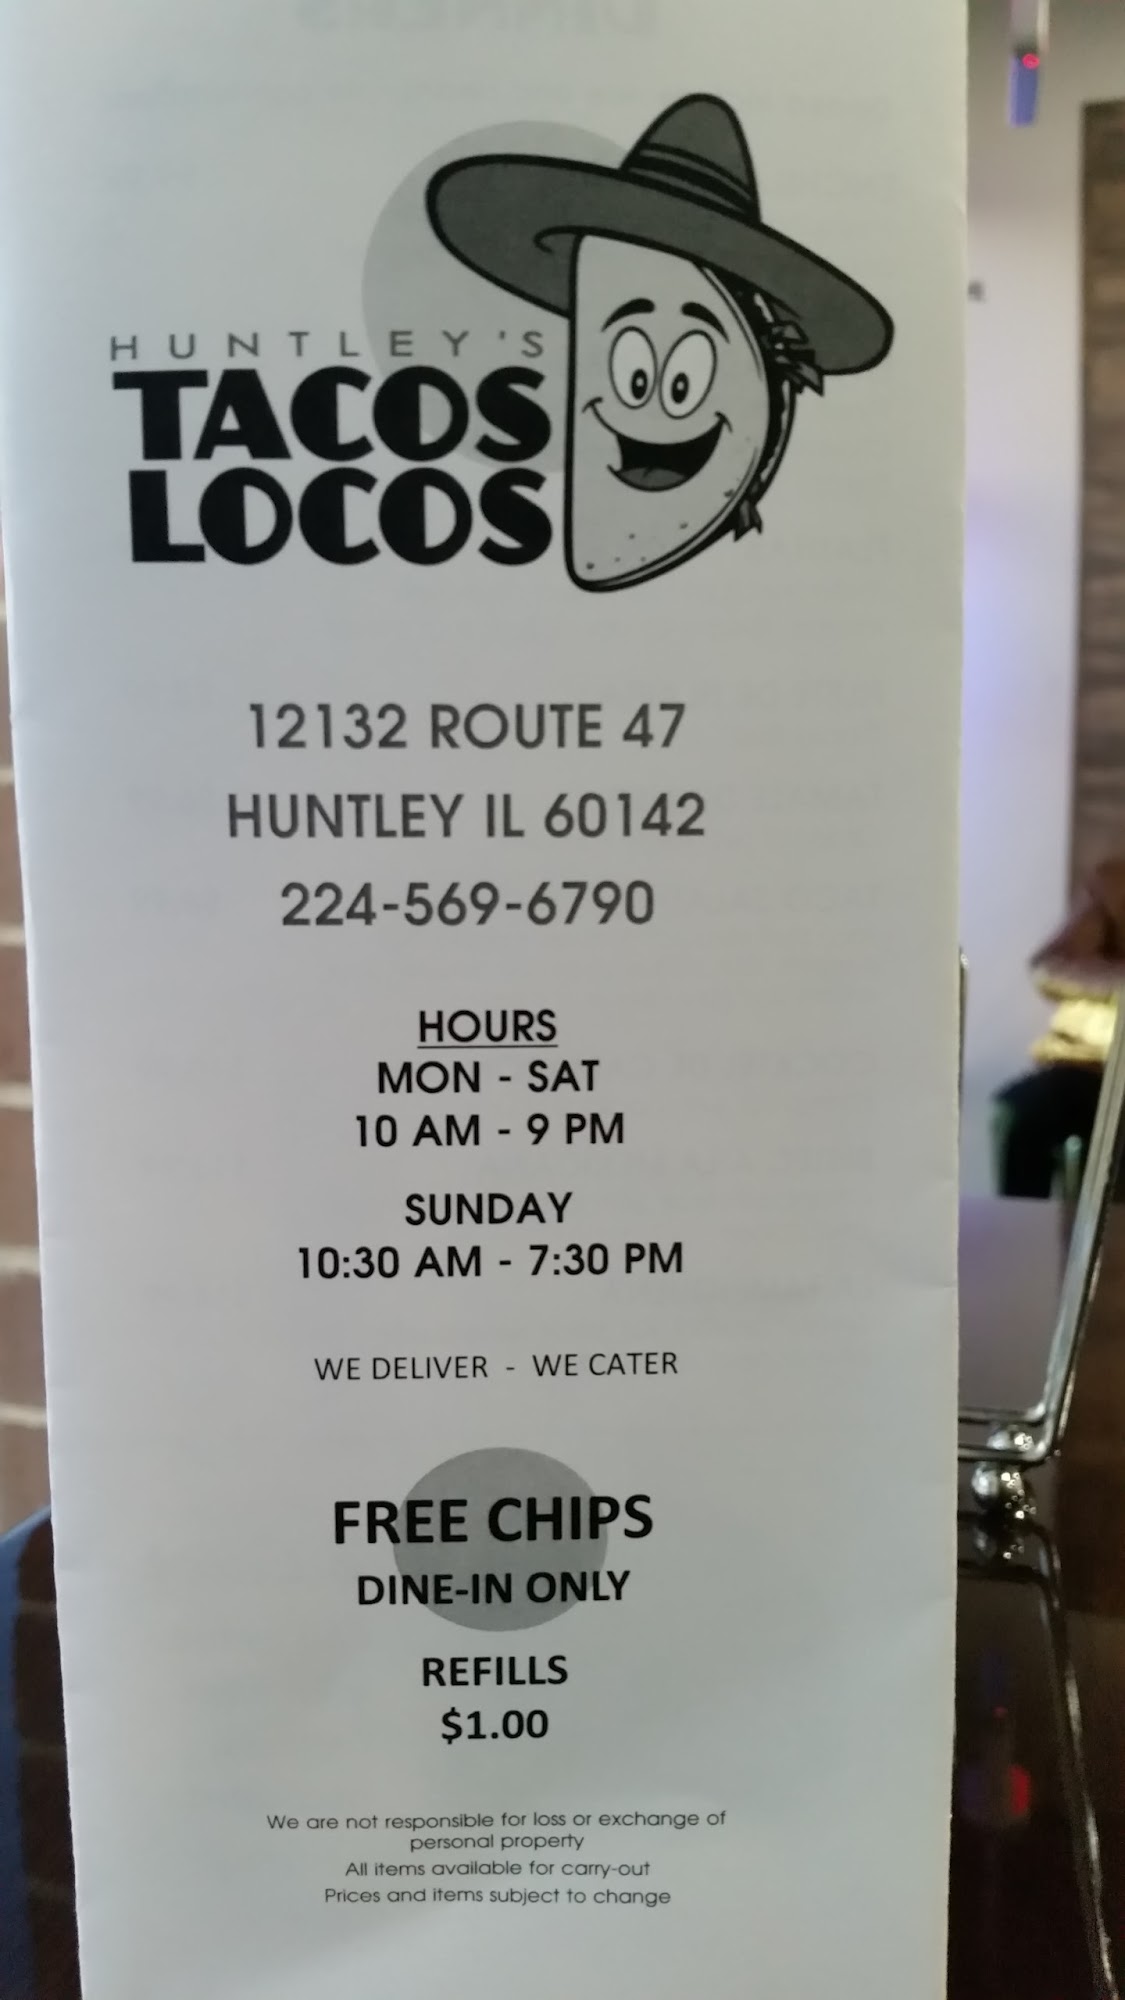 HUNTLEY'S
TACOS
LOCOS
12132 ROUTE 47
HUNTLEY IL 60142
224-569-6790
HOURS
MON - SAT
10 AM - 9 PM
SUNDAY
10:30 AM - 7:30 PM
WE DELIVER - WE CATER
FREE CHIPS
DINE-IN ONLY
REFILLS
$1.00
We are not responsible for loss or exchange of
personal property
All items available for carry-out
Prices and items subject to change